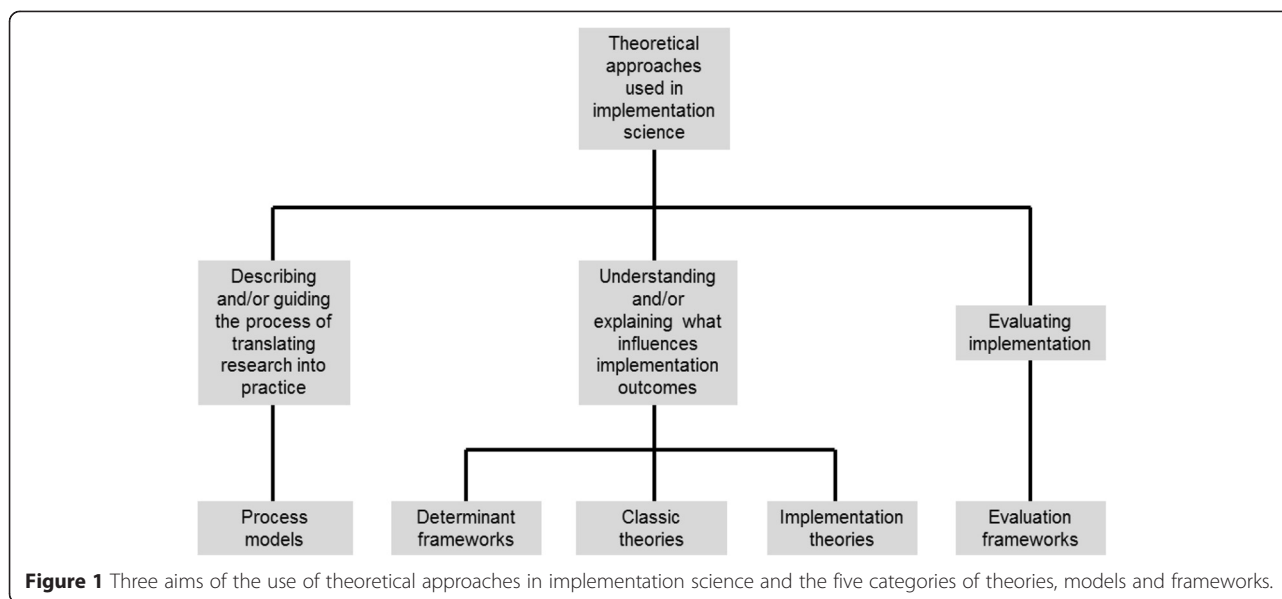 Theoretical
approaches
used in
implementation
science
Describing
and/or guiding
the process of
translating
research into
practice
Understanding
and/or
explaining what
influences
implementation
outcomes
Evaluating
implementation
Process
models
Determinant
frameworks
Classic
theories
Implementation
theories
Evaluation
frameworks
Figure 1 Three aims of the use of theoretical approaches in implementation science and the five categories of theories, models and frameworks.